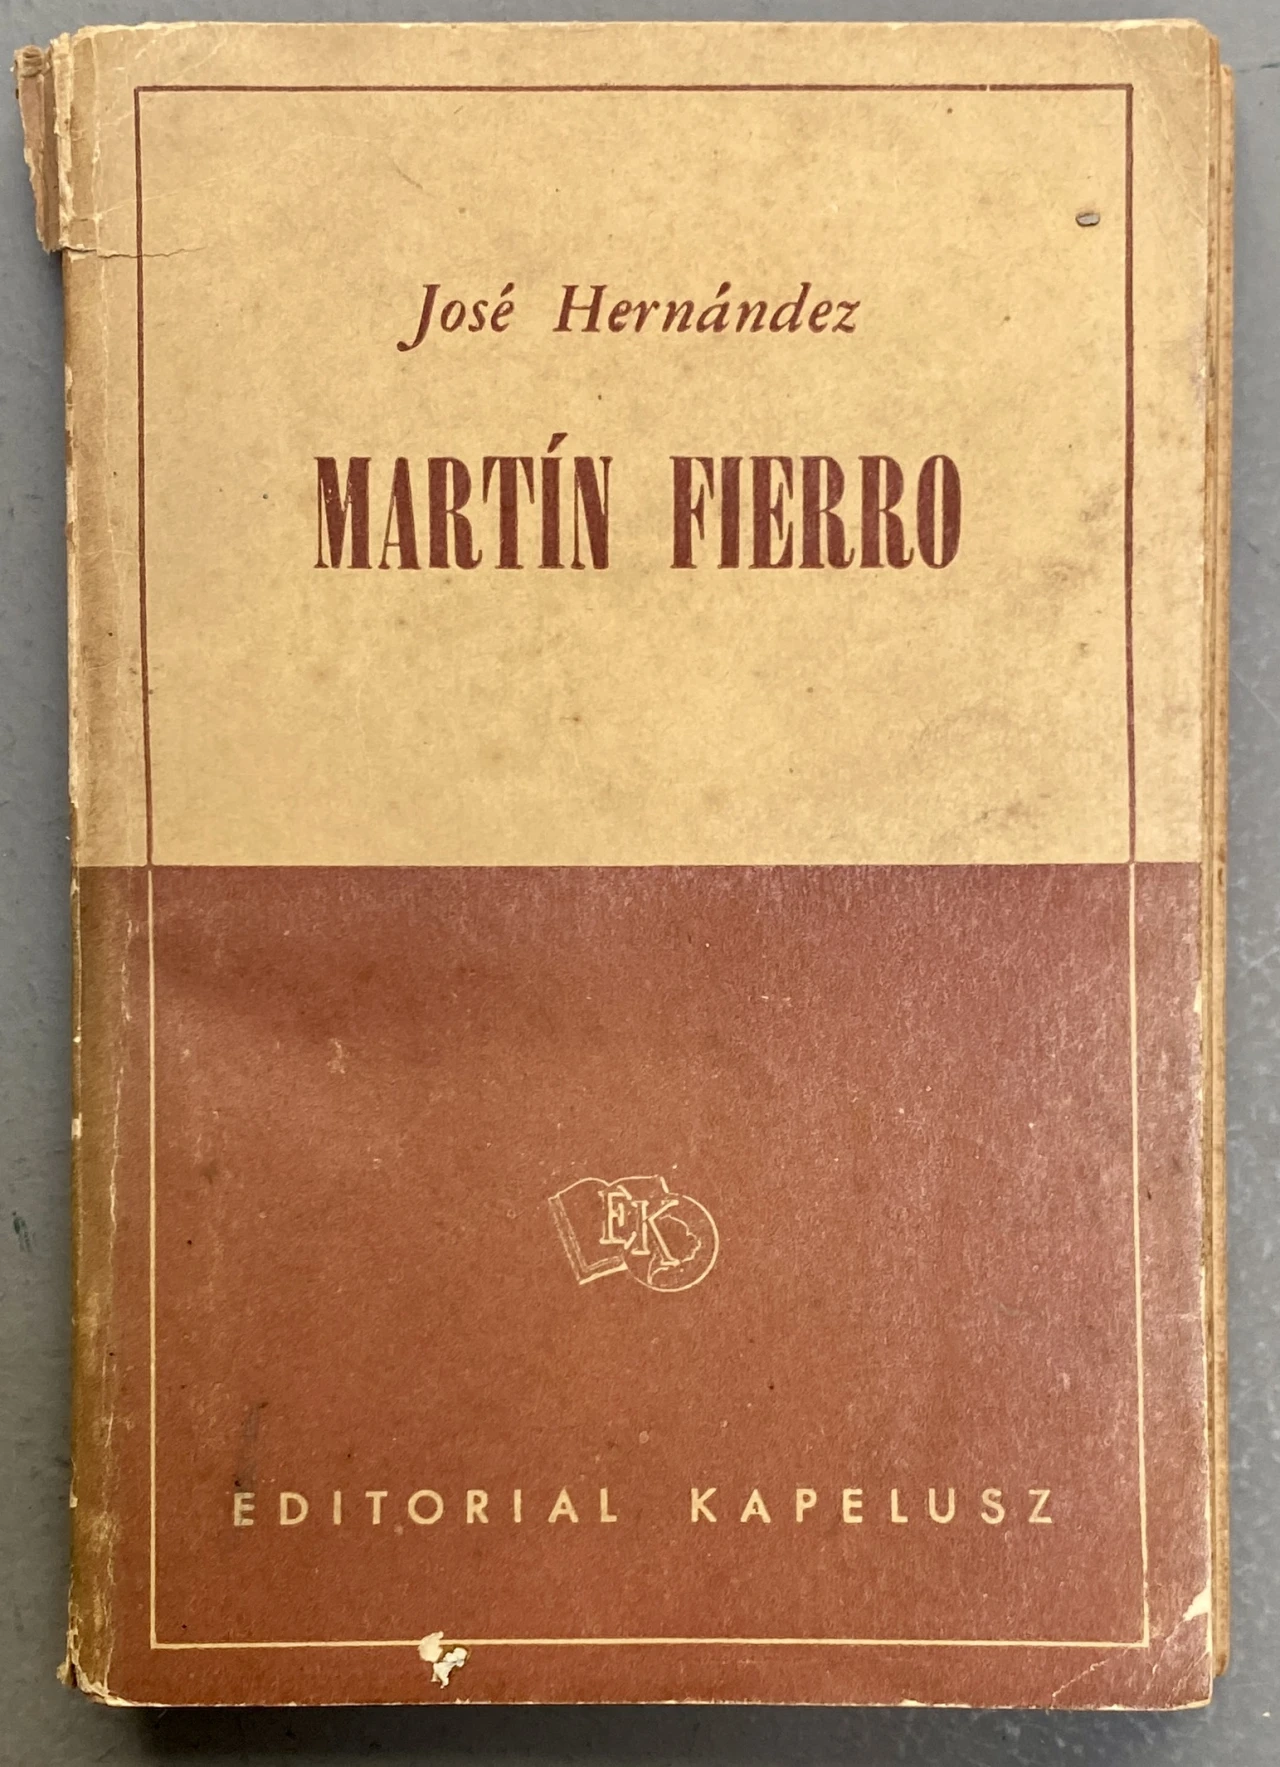 José Hernández
MARTÍN FIERRO
EK
EDITORIAL KAPELUSZ